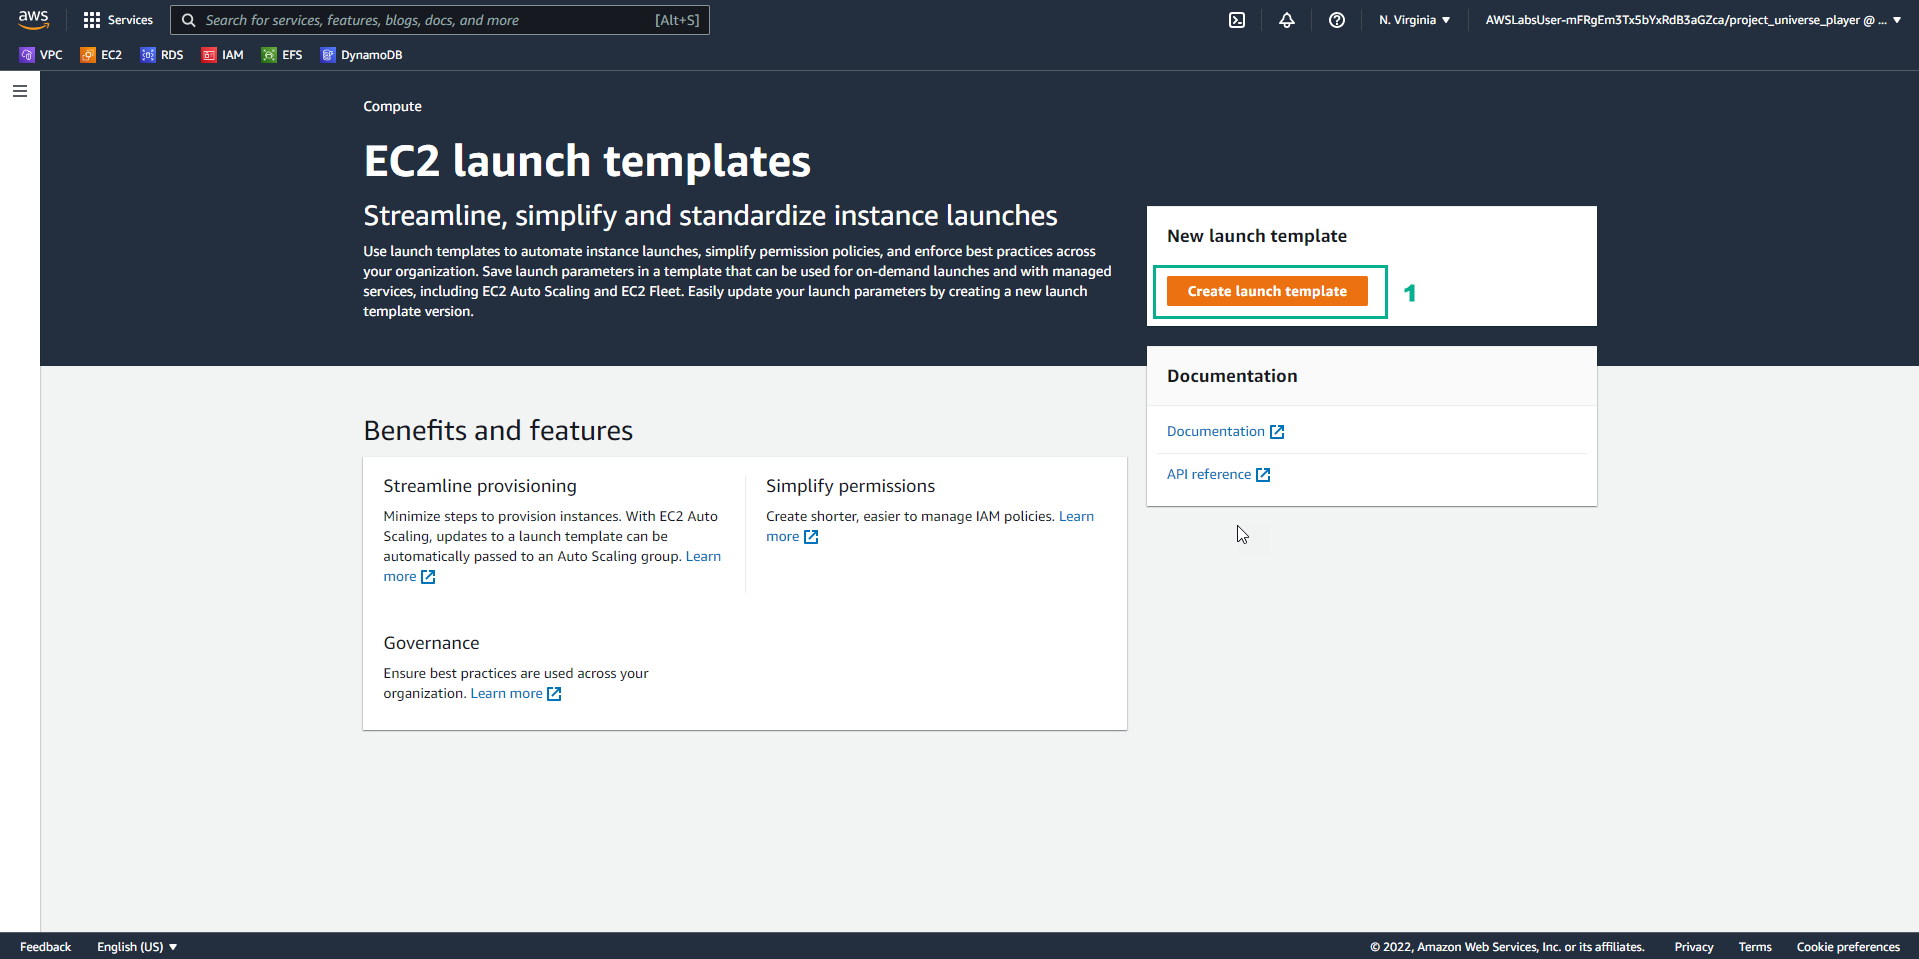 aws
Services
Search for services, features, blogs, docs, and more
[Alt+S]
N. Virginia
AWSLabsUser-mFRgEm3Tx5bYxRdB3aGZca/project_universe_player @ ...
VPC
EC2
RDS
IAM
EFS
DynamoDB
Compute
EC2 launch templates
Streamline, simplify and standardize instance launches
Use launch templates to automate instance launches, simplify permission policies, and enforce best practices across
your organization. Save launch parameters in a template that can be used for on-demand launches and with managed
services, including EC2 Auto Scaling and EC2 Fleet. Easily update your launch parameters by creating a new launch
template version.
New launch template
Create launch template
1
Documentation
Documentation
API reference
Benefits and features
Streamline provisioning
Minimize steps to provision instances. With EC2 Auto
Scaling, updates to a launch template can be
automatically passed to an Auto Scaling group. Learn
more
Simplify permissions
Create shorter, easier to manage IAM policies. Learn
more
Governance
Ensure best practices are used across your
organization. Learn more
Feedback
English (US)
© 2022, Amazon Web Services, Inc. or its affiliates.
Privacy
Terms
Cookie preferences